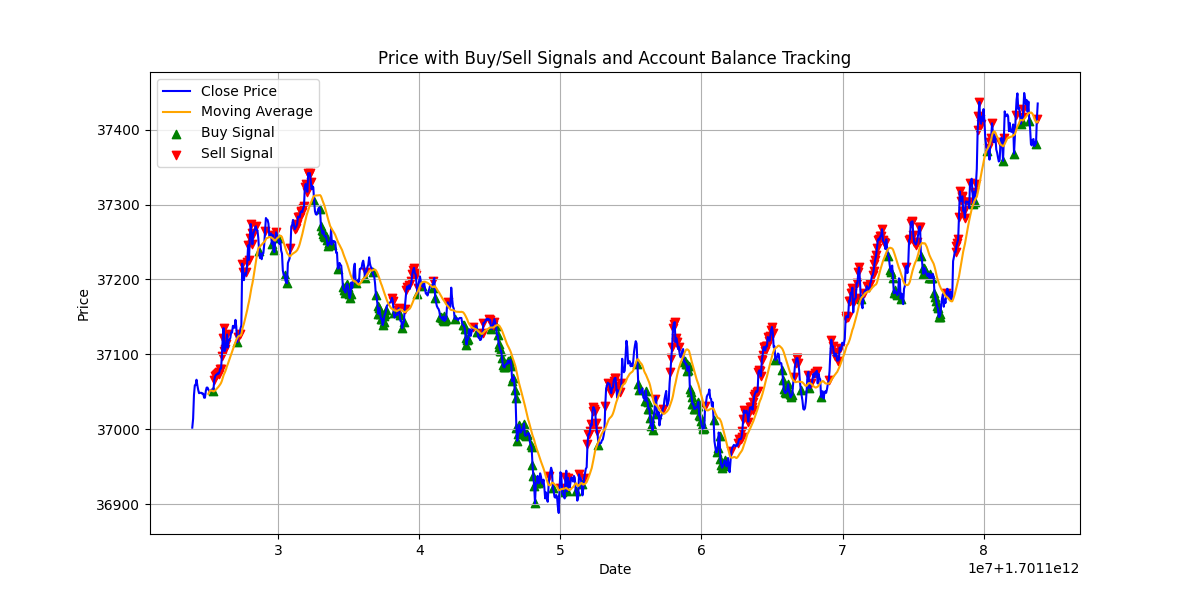 Price with Buy/Sell Signals and Account Balance Tracking
Close Price
Moving Average
Buy Signal
Sell Signal
37400
37300
37200
37100
37000
36900
Price
3 4 5 6 7 8
1e7+1.7011e12
Date